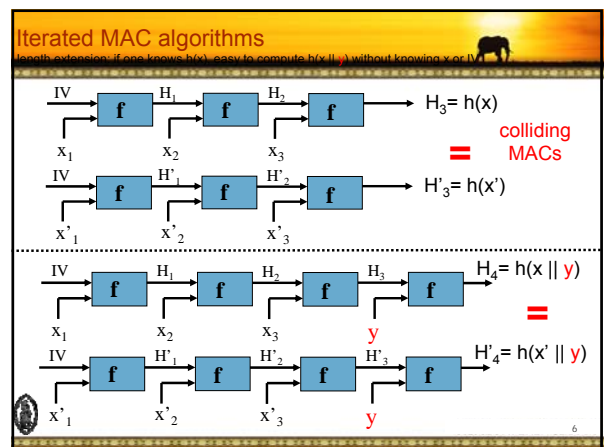 Iterated MAC algorithms
length extension: if one knows h(x), easy to compute h(x || y) without knowing x or IV
IV H₁ H₂ H₃= h(x)
f f f
x₁ x₂ x₃
colliding
= MACs
IV H'₁ H'₂ H'₃= h(x')
f f f
x'₁ x'₂ x'₃
IV H₁ H₂ H₃ H₄= h(x || y)
f f f f
x₁ x₂ x₃ y
=
IV H'₁ H'₂ H'₃ H'₄= h(x' || y)
f f f f
x'₁ x'₂ x'₃ y
6